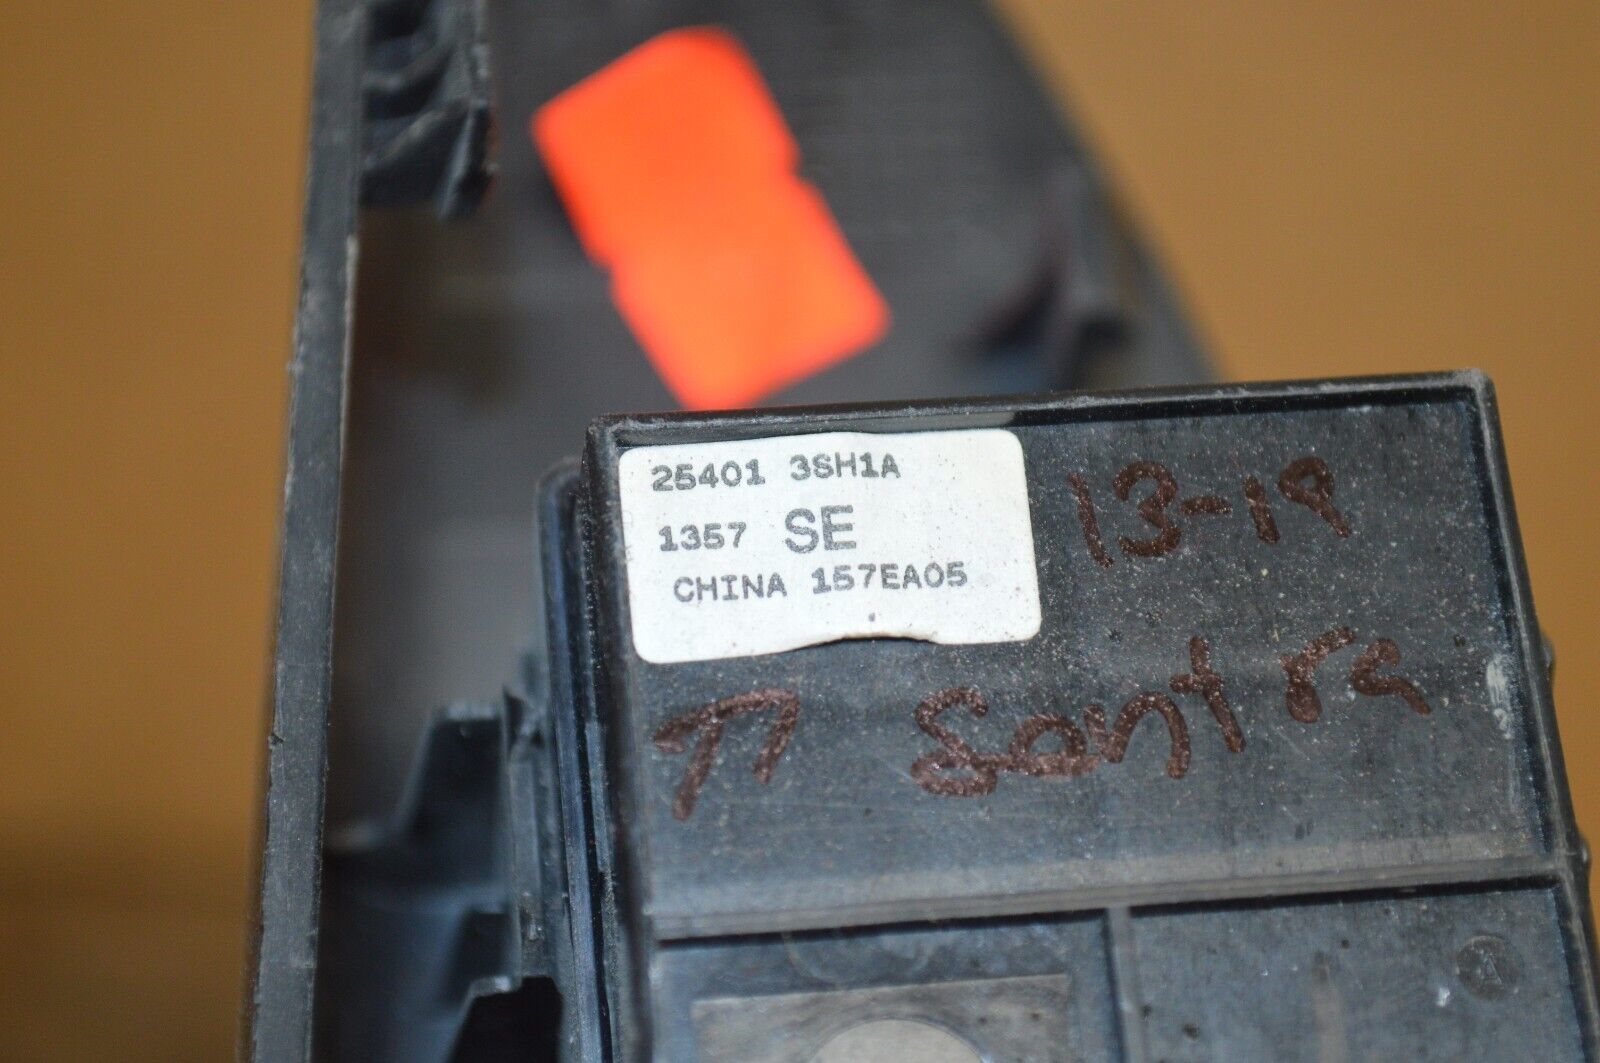 25401 3SH1A
1357 SE
CHINA 157EA05
13-19
Sentra